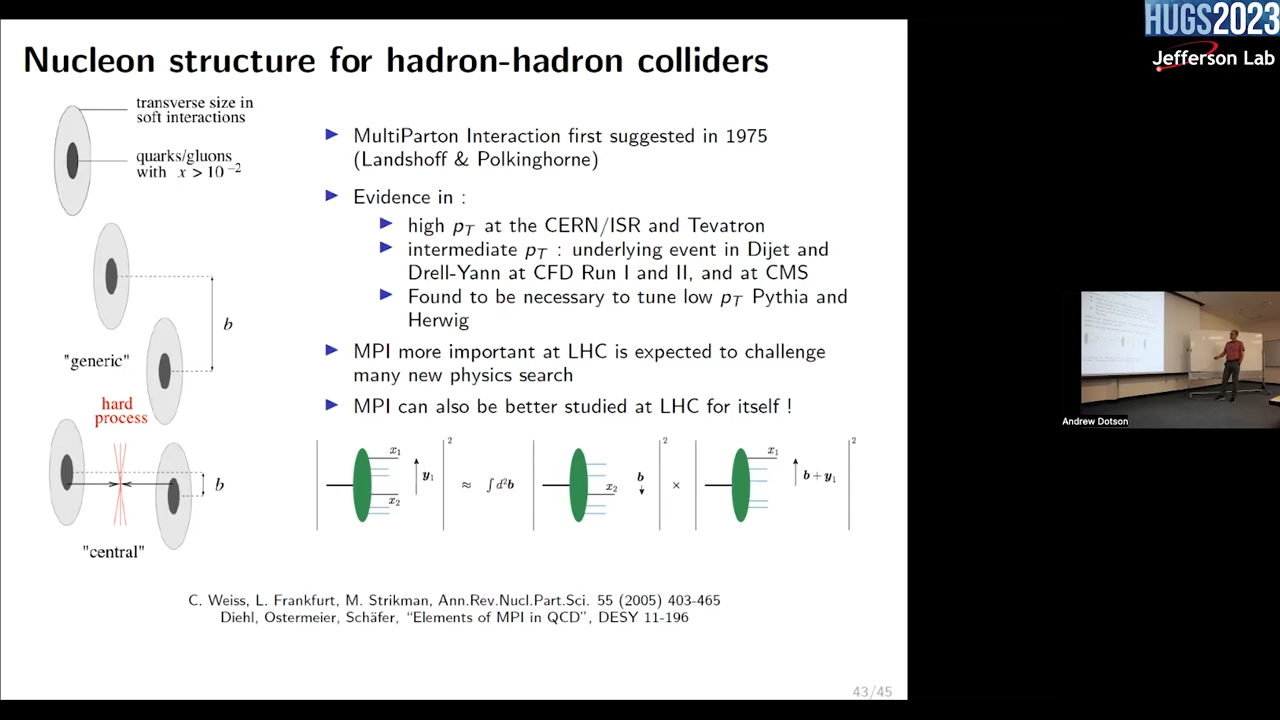 HUGS2023
Jefferson Lab
Nucleon structure for hadron-hadron colliders
transverse size in
soft interactions
quarks/gluons
with x > 10⁻²
b
"generic"
hard
process
b
"central"
▶ MultiParton Interaction first suggested in 1975
(Landshoff & Polkinghorne)
▶ Evidence in :
▶ high p_T at the CERN/ISR and Tevatron
▶ intermediate p_T : underlying event in Dijet and
Drell-Yann at CFD Run I and II, and at CMS
▶ Found to be necessary to tune low p_T Pythia and
Herwig
▶ MPI more important at LHC is expected to challenge
many new physics search
▶ MPI can also be better studied at LHC for itself !
| x₁ x₂ y₁ |² ≈ ∫d²b | x₂ b |² × | x₁ b + y₁ |²
C. Weiss, L. Frankfurt, M. Strikman, Ann.Rev.Nucl.Part.Sci. 55 (2005) 403-465
Diehl, Ostermeier, Schäfer, “Elements of MPI in QCD”, DESY 11-196
43/45
Andrew Dotson